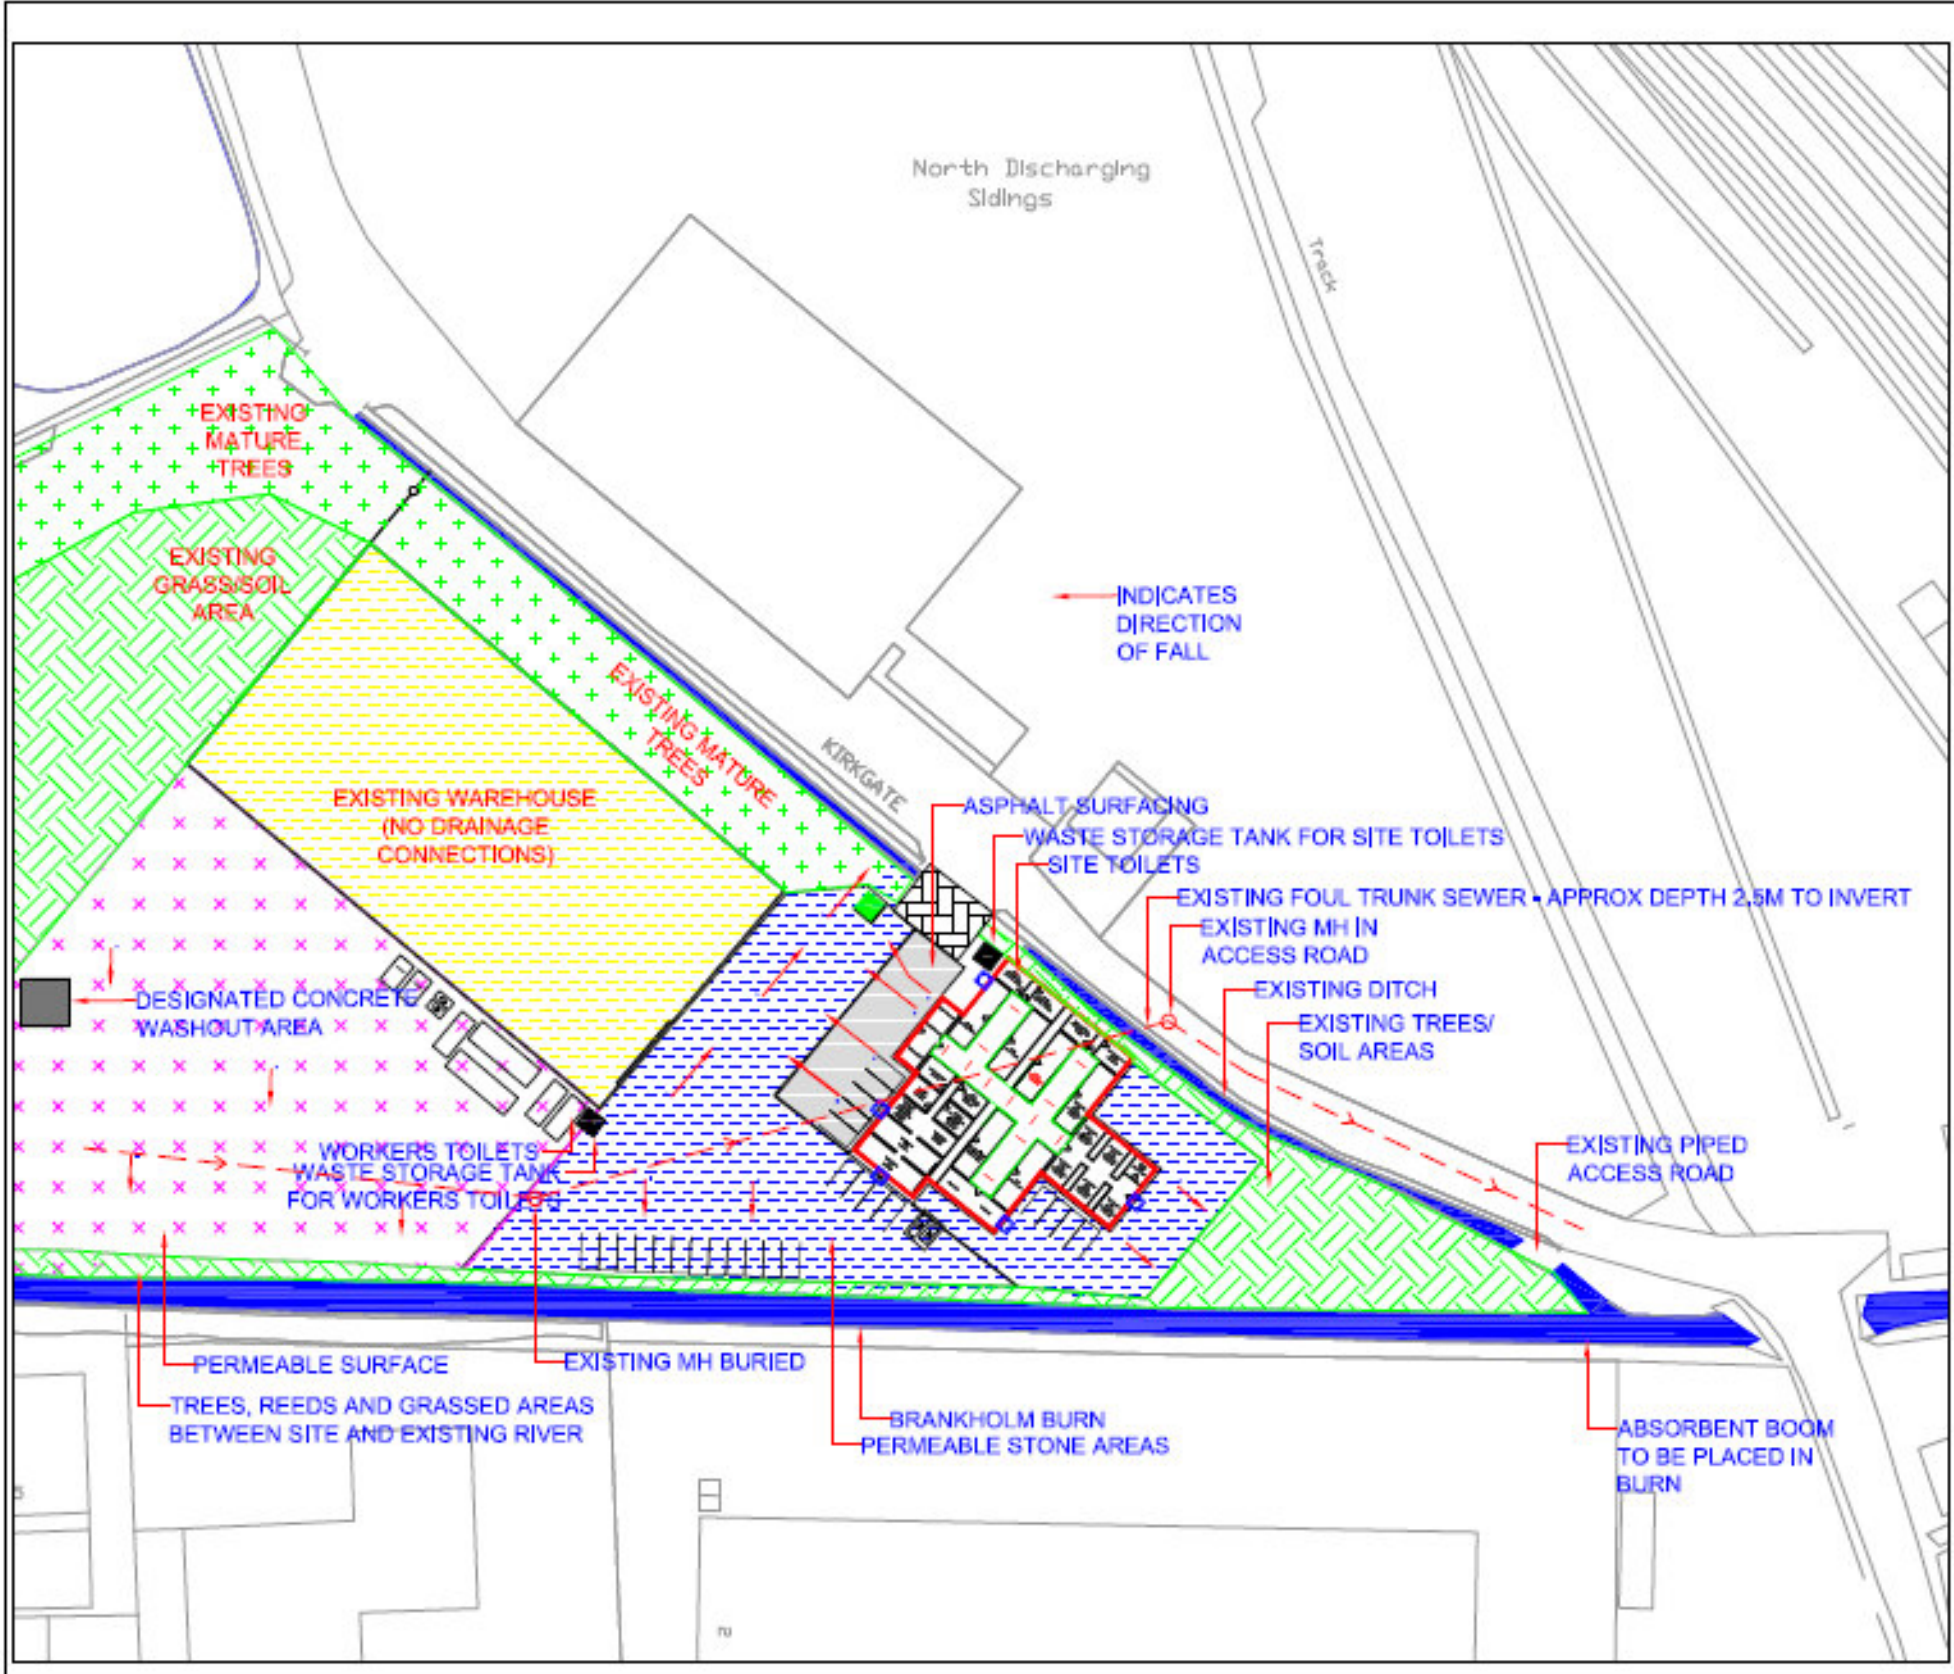 North Discharging
Sidings
Track
EXISTING
MATURE
TREES
EXISTING
GRASS/SOIL
AREA
INDICATES
DIRECTION
OF FALL
EXISTING MATURE
TREES
KIRKGATE
EXISTING WAREHOUSE
(NO DRAINAGE
CONNECTIONS)
ASPHALT SURFACING
WASTE STORAGE TANK FOR SITE TOILETS
SITE TOILETS
EXISTING FOUL TRUNK SEWER - APPROX DEPTH 2.5M TO INVERT
EXISTING MH IN
ACCESS ROAD
EXISTING DITCH
EXISTING TREES/
SOIL AREAS
DESIGNATED CONCRETE
WASHOUT AREA
EXISTING PIPED
ACCESS ROAD
WORKERS TOILETS
WASTE STORAGE TANK
FOR WORKERS TOILETS
PERMEABLE SURFACE
EXISTING MH BURIED
TREES, REEDS AND GRASSED AREAS
BETWEEN SITE AND EXISTING RIVER
BRANKHOLM BURN
PERMEABLE STONE AREAS
ABSORBENT BOOM
TO BE PLACED IN
BURN